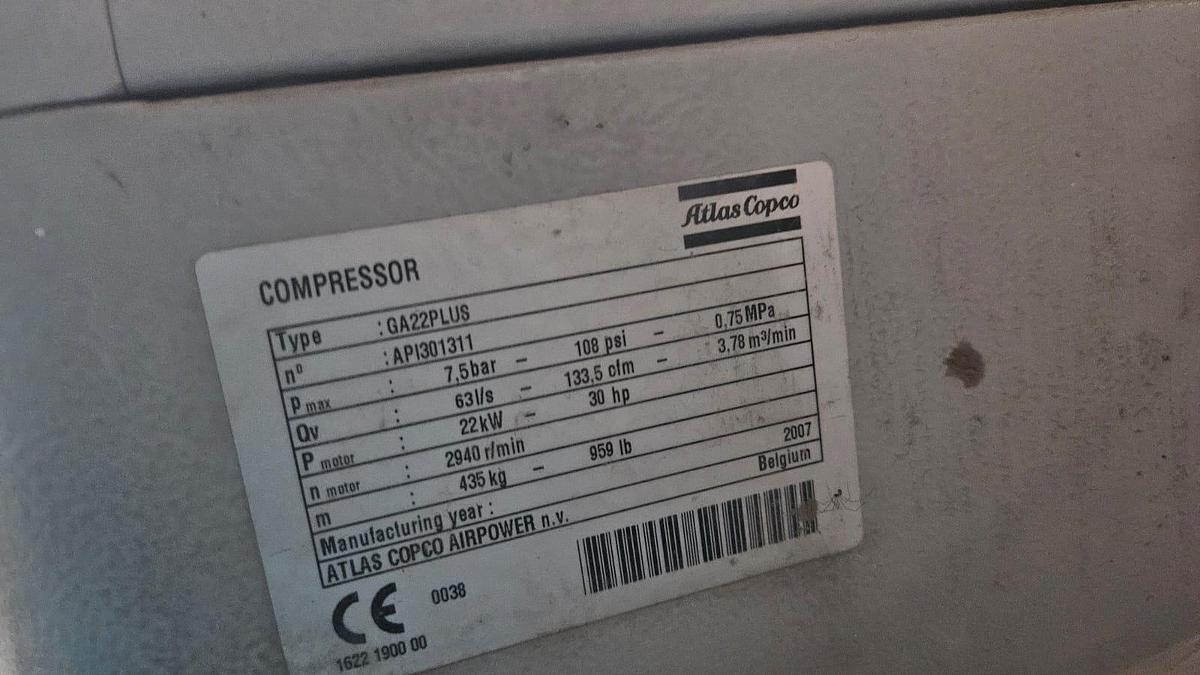 Atlas Copco
COMPRESSOR
Type : GA22PLUS
nº : API301311
P max : 7,5bar – 108 psi – 0,75 MPa
Qv : 63l/s – 133,5 cfm – 3,78 m³/min
P motor : 22kW – 30 hp
n motor : 2940 r/min
m : 435 kg – 959 lb
Manufacturing year : 2007
ATLAS COPCO AIRPOWER n.v. Belgium
CE 0038
1622 1900 00